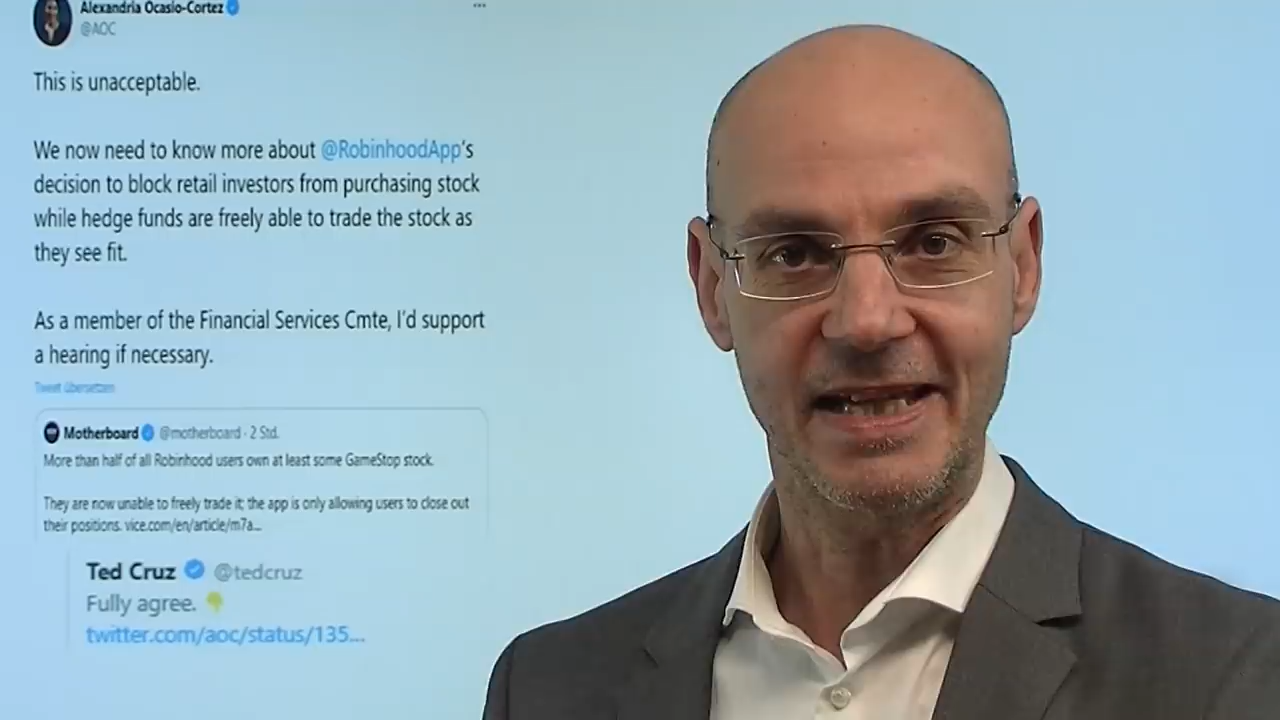 Alexandria Ocasio-Cortez
@AOC
This is unacceptable.
We now need to know more about @RobinhoodApp's
decision to block retail investors from purchasing stock
while hedge funds are freely able to trade the stock as
they see fit.
As a member of the Financial Services Cmte, I'd support
a hearing if necessary.
Tweet übersetzen
Motherboard @motherboard · 2 Std.
More than half of all Robinhood users own at least some GameStop stock.
They are now unable to freely trade it; the app is only allowing users to close out
their positions. vice.com/en/article/m7a...
Ted Cruz @tedcruz
Fully agree. 👇
twitter.com/aoc/status/135...